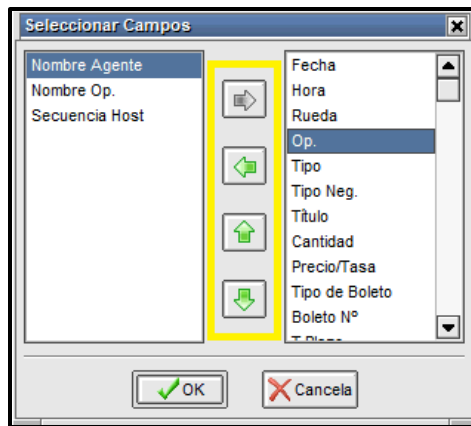 Seleccionar Campos
Nombre Agente
Nombre Op.
Secuencia Host
Fecha
Hora
Rueda
Op.
Tipo
Tipo Neg.
Título
Cantidad
Precio/Tasa
Tipo de Boleto
Boleto Nº
OK
Cancela